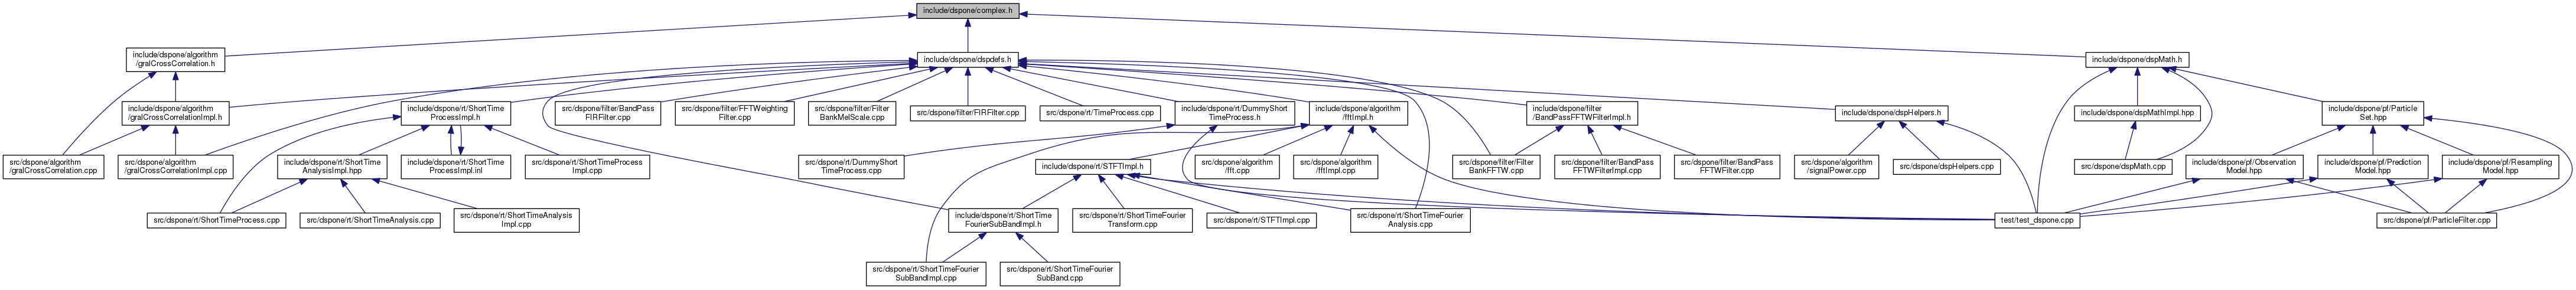 include/dspone/complex.h
include/dspone/algorithm
/gralCrossCorrelation.h
include/dspone/dspdefs.h
include/dspone/dspMath.h
include/dspone/algorithm
/gralCrossCorrelationImpl.h
include/dspone/rt/ShortTime
ProcessImpl.h
src/dspone/filter/BandPass
FIRFilter.cpp
src/dspone/filter/FFTWeighting
Filter.cpp
src/dspone/filter/Filter
BankMelScale.cpp
src/dspone/filter/FIRFilter.cpp
src/dspone/rt/TimeProcess.cpp
include/dspone/rt/DummyShort
TimeProcess.h
include/dspone/algorithm
/fftImpl.h
include/dspone/filter
/BandPassFFTWFilterImpl.h
include/dspone/dspHelpers.h
include/dspone/dspMathImpl.hpp
include/dspone/pf/Particle
Set.hpp
src/dspone/algorithm
/gralCrossCorrelation.cpp
src/dspone/algorithm
/gralCrossCorrelationImpl.cpp
include/dspone/rt/ShortTime
AnalysisImpl.hpp
include/dspone/rt/ShortTime
ProcessImpl.inl
src/dspone/rt/ShortTimeProcess
Impl.cpp
src/dspone/rt/DummyShort
TimeProcess.cpp
include/dspone/rt/STFTImpl.h
src/dspone/algorithm
/fft.cpp
src/dspone/algorithm
/fftImpl.cpp
src/dspone/filter/Filter
BankFFTW.cpp
src/dspone/filter/BandPass
FFTWFilterImpl.cpp
src/dspone/filter/BandPass
FFTWFilter.cpp
src/dspone/algorithm
/signalPower.cpp
src/dspone/dspHelpers.cpp
src/dspone/dspMath.cpp
include/dspone/pf/Observation
Model.hpp
include/dspone/pf/Prediction
Model.hpp
include/dspone/pf/Resampling
Model.hpp
src/dspone/rt/ShortTimeProcess.cpp
src/dspone/rt/ShortTimeAnalysis.cpp
src/dspone/rt/ShortTimeAnalysis
Impl.cpp
include/dspone/rt/ShortTime
FourierSubBandImpl.h
src/dspone/rt/ShortTimeFourier
Transform.cpp
src/dspone/rt/STFTImpl.cpp
src/dspone/rt/ShortTimeFourier
Analysis.cpp
test/test_dspone.cpp
src/dspone/pf/ParticleFilter.cpp
src/dspone/rt/ShortTimeFourier
SubBandImpl.cpp
src/dspone/rt/ShortTimeFourier
SubBand.cpp